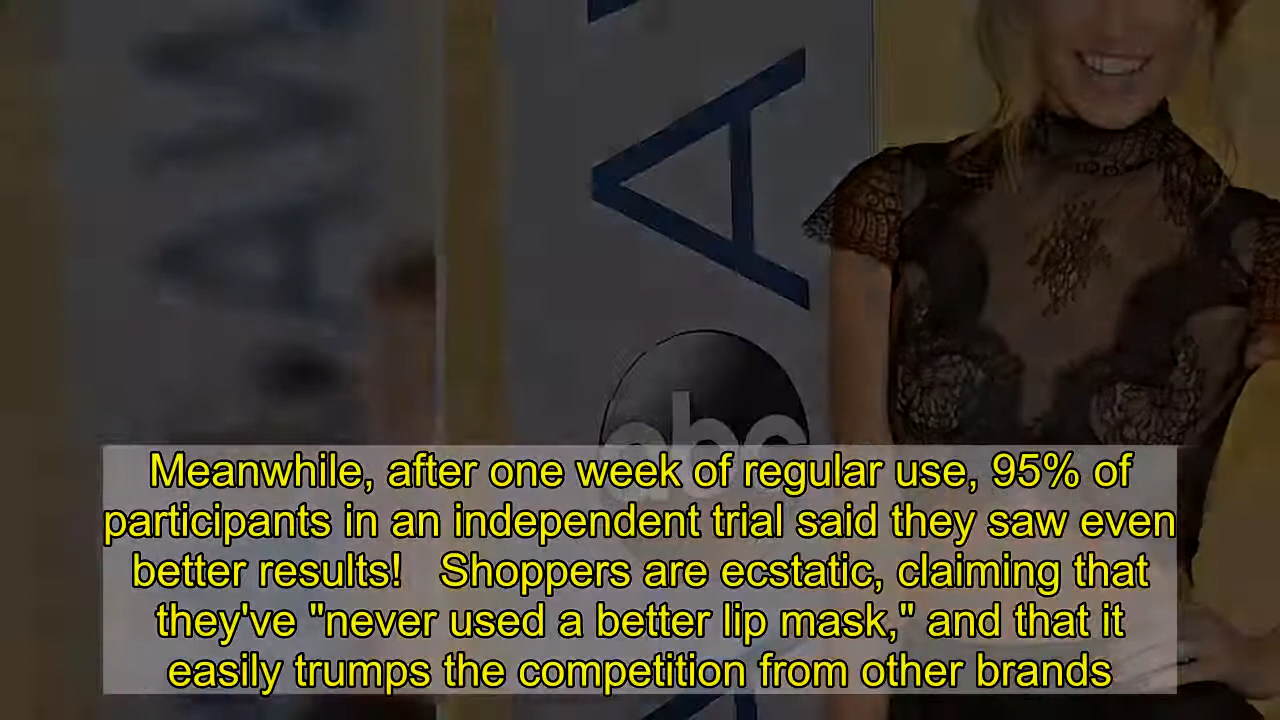 A
abc
Meanwhile, after one week of regular use, 95% of
participants in an independent trial said they saw even
better results!   Shoppers are ecstatic, claiming that
they've "never used a better lip mask," and that it
easily trumps the competition from other brands